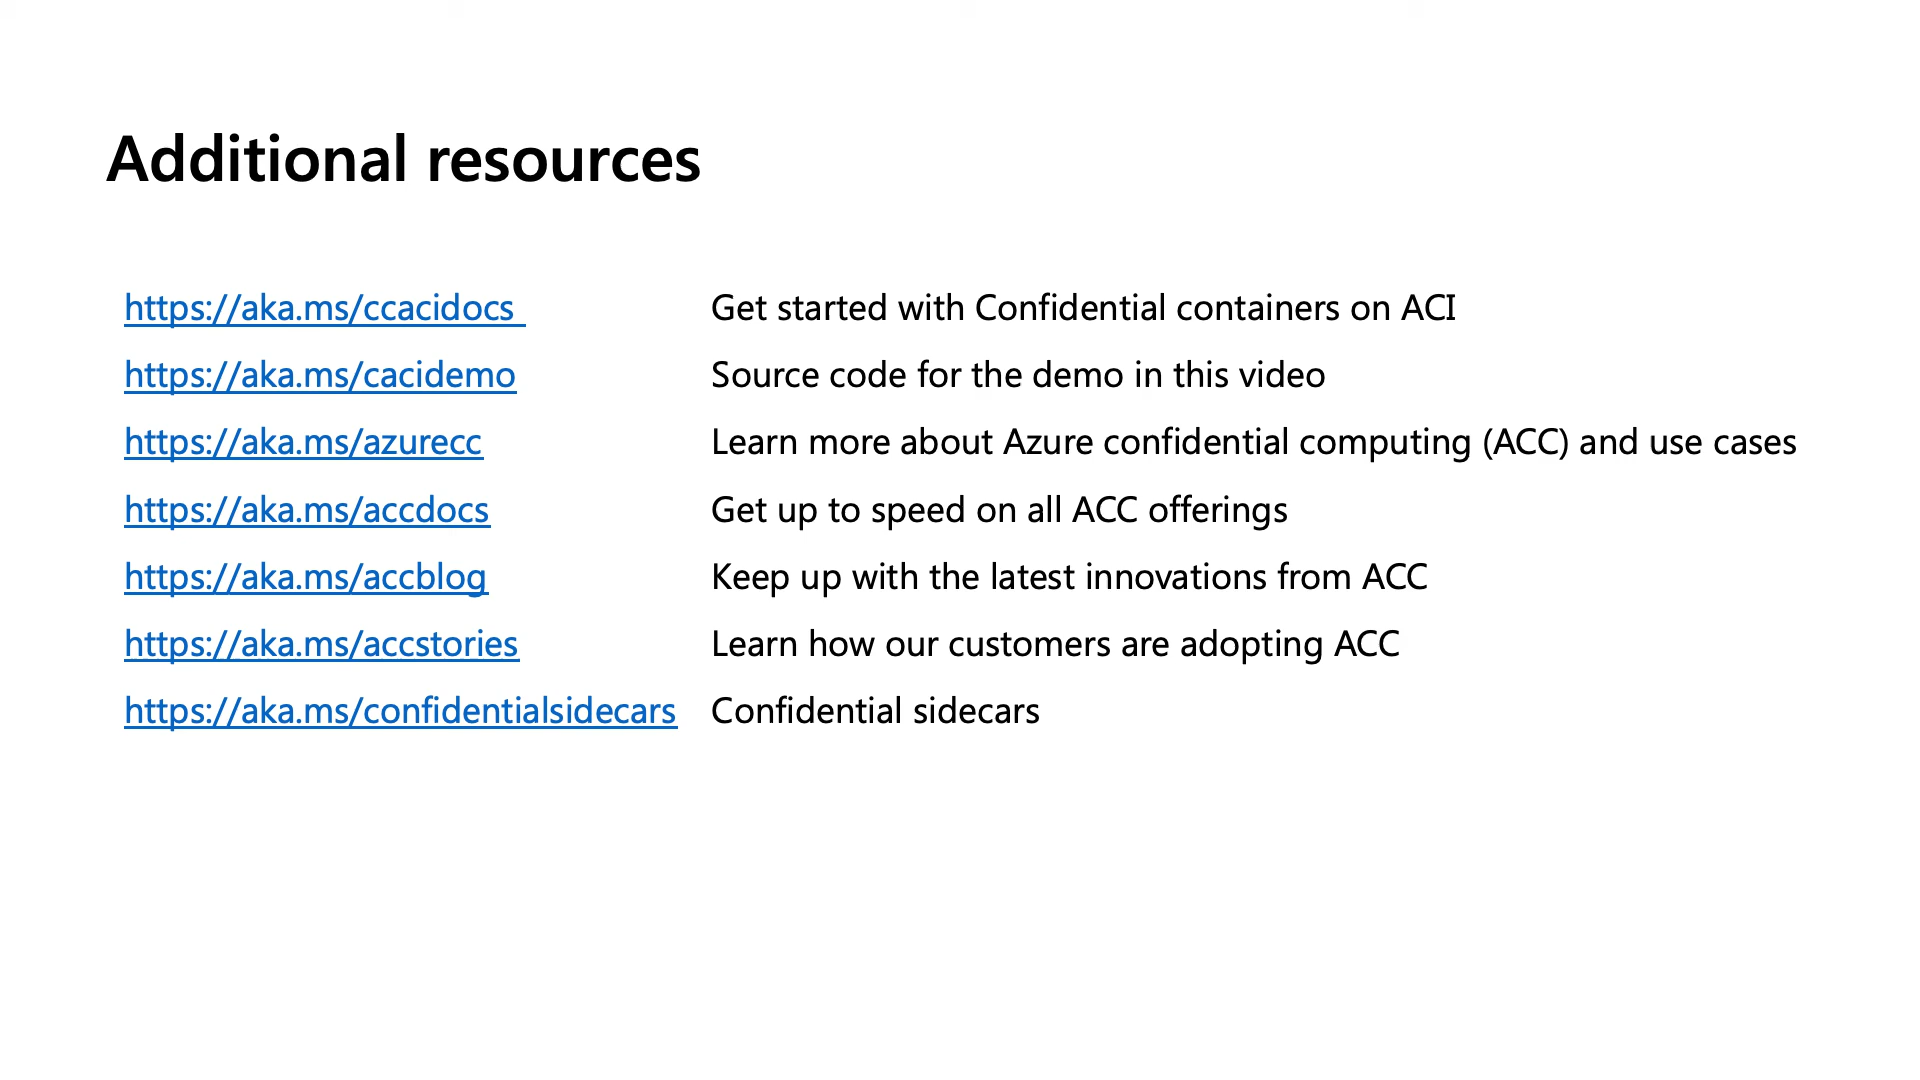 Additional resources
https://aka.ms/ccacidocs Get started with Confidential containers on ACI
https://aka.ms/cacidemo Source code for the demo in this video
https://aka.ms/azurecc Learn more about Azure confidential computing (ACC) and use cases
https://aka.ms/accdocs Get up to speed on all ACC offerings
https://aka.ms/accblog Keep up with the latest innovations from ACC
https://aka.ms/accstories Learn how our customers are adopting ACC
https://aka.ms/confidentialsidecars Confidential sidecars